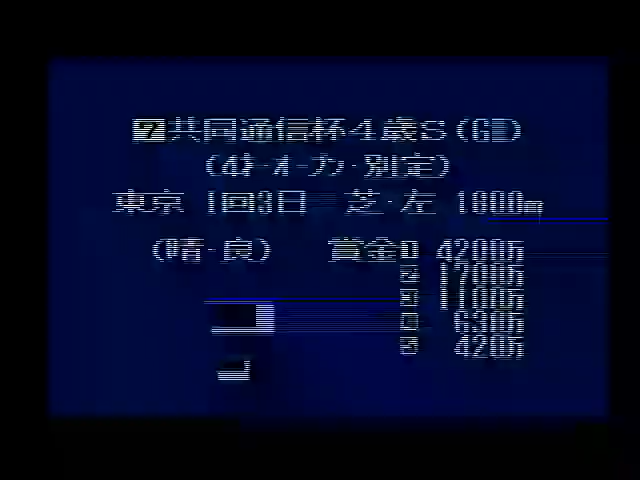 7 共同通信杯4歳S(GⅢ)
(4才・オープン・別定)
東京 1回3日 芝・左 1800m
(晴・良) 賞金1 4200万
2 1700万
3 1100万
4 630万
5 420万